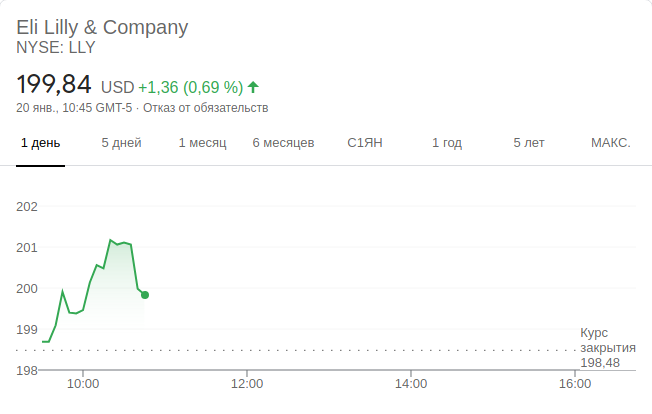 Eli Lilly & Company
NYSE: LLY
199,84 USD +1,36 (0,69 %)
20 янв., 10:45 GMT-5 · Отказ от обязательств
1 день 5 дней 1 месяц 6 месяцев С1ЯН 1 год 5 лет МАКС.
202
201
200
199
Курс
закрытия
198,48
198
10:00 12:00 14:00 16:00